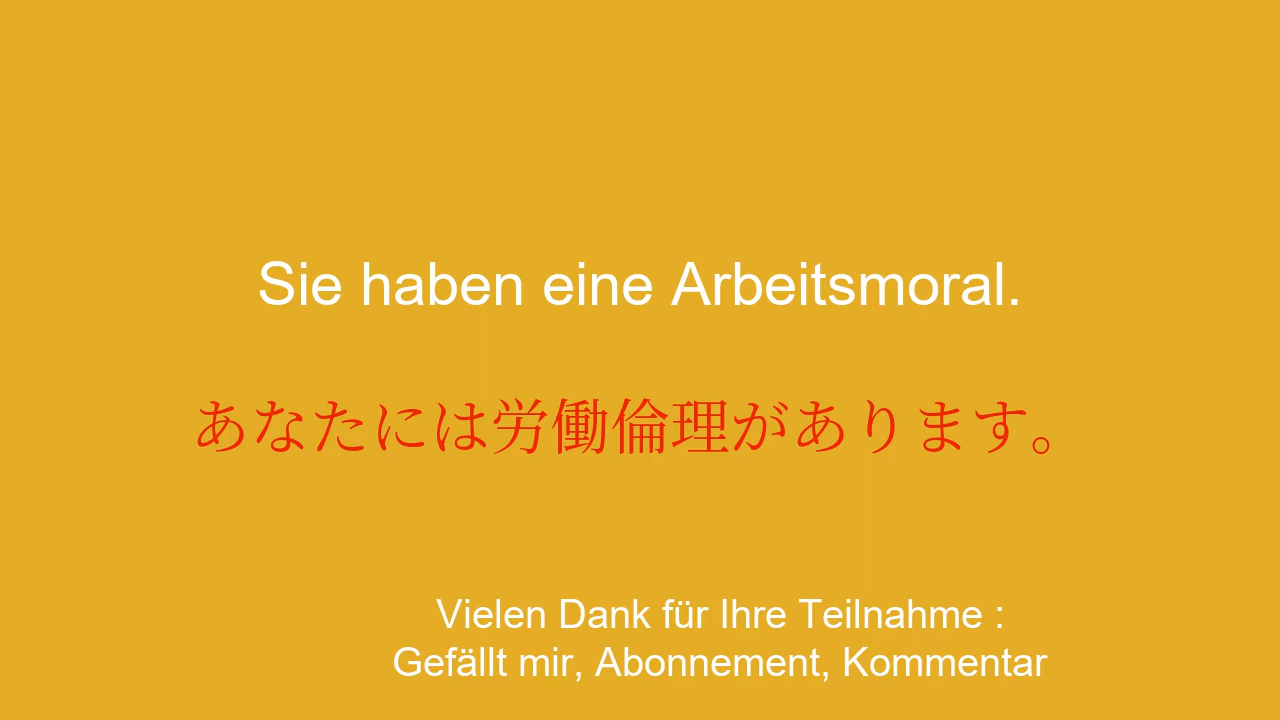 Sie haben eine Arbeitsmoral.
あなたには労働倫理があります。
Vielen Dank für Ihre Teilnahme :
Gefällt mir, Abonnement, Kommentar